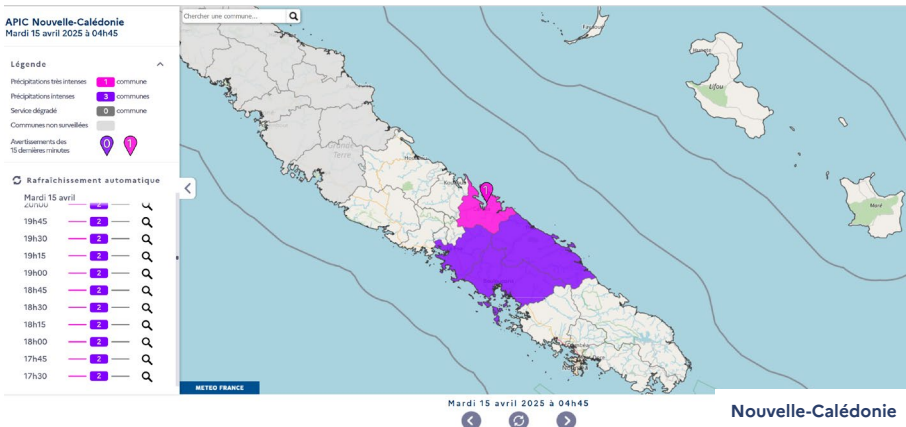 APIC Nouvelle-Calédonie
Mardi 15 avril 2025 à 04h45
Légende
Précipitations très intenses 1 commune
Précipitations intenses 3 communes
Service dégradé 0 commune
Communes non surveillées
Avertissements des
15 dernières minutes 0 1
Rafraîchissement automatique
Mardi 15 avril
19h45 2
19h30 2
19h15 2
19h00 2
18h45 2
18h30 2
18h15 2
18h00 2
17h45 2
17h30 2
Chercher une commune...
Lifou
Grande
Terre
1
Maré
METEO FRANCE
Mardi 15 avril 2025 à 04h45
Nouvelle-Calédonie